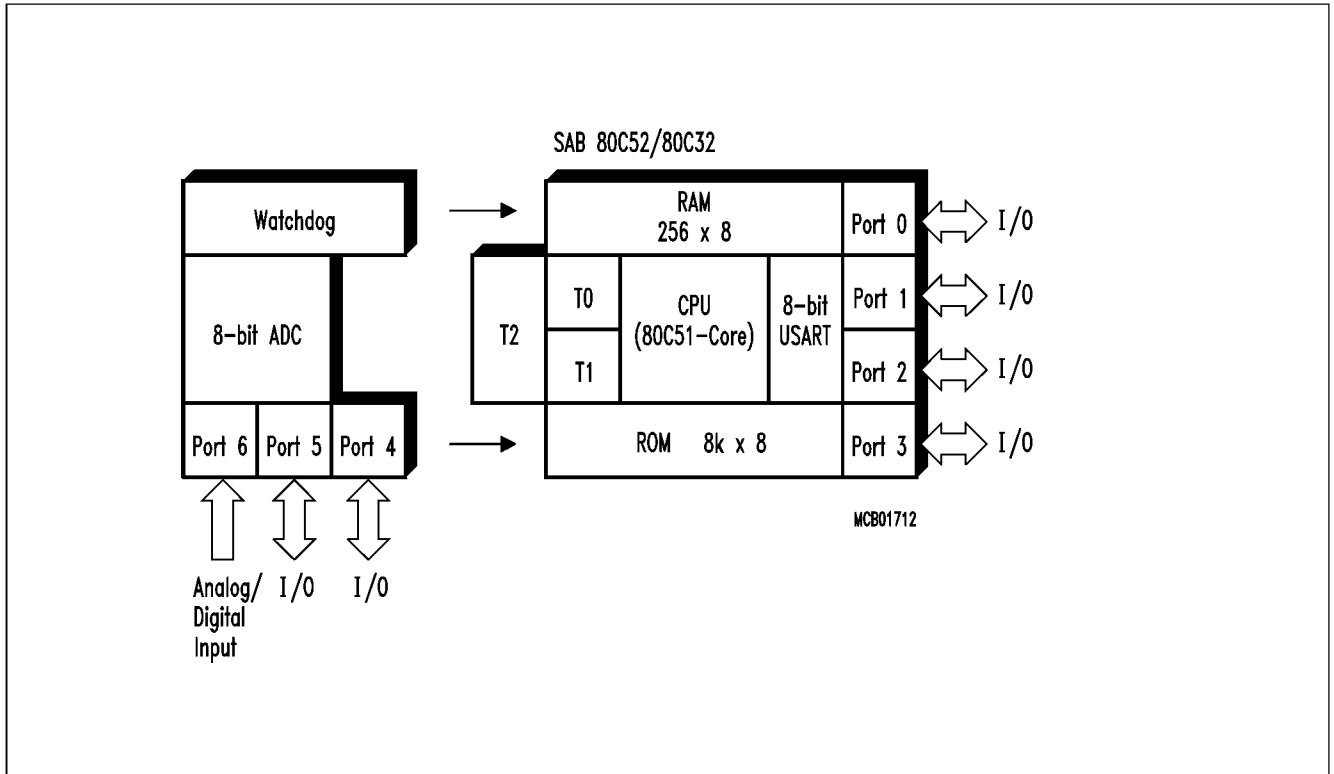 SAB 80C52/80C32
Watchdog
8-bit ADC
Port 6
Port 5
Port 4
Analog/
Digital
Input
I/O
I/O
T2
RAM
256 x 8
T0
T1
CPU
(80C51-Core)
8-bit
USART
ROM 8k x 8
Port 0
I/O
Port 1
I/O
Port 2
I/O
Port 3
I/O
MCB01712